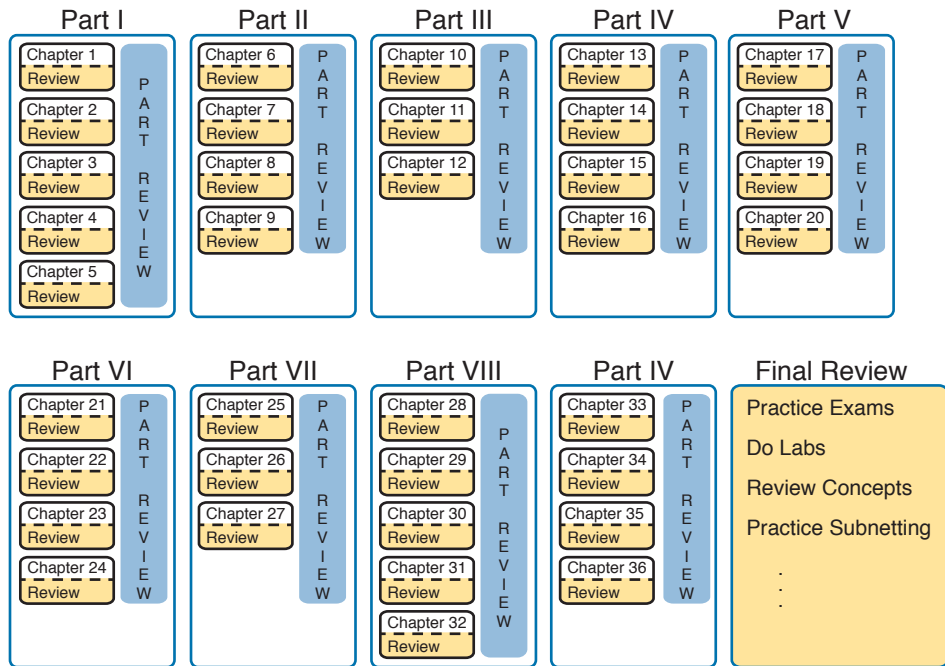 Part I
Chapter 1
Review
Chapter 2
Review
Chapter 3
Review
Chapter 4
Review
Chapter 5
Review
PART REVIEW
Part II
Chapter 6
Review
Chapter 7
Review
Chapter 8
Review
Chapter 9
Review
PART REVIEW
Part III
Chapter 10
Review
Chapter 11
Review
Chapter 12
Review
PART REVIEW
Part IV
Chapter 13
Review
Chapter 14
Review
Chapter 15
Review
Chapter 16
Review
PART REVIEW
Part V
Chapter 17
Review
Chapter 18
Review
Chapter 19
Review
Chapter 20
Review
PART REVIEW
Part VI
Chapter 21
Review
Chapter 22
Review
Chapter 23
Review
Chapter 24
Review
PART REVIEW
Part VII
Chapter 25
Review
Chapter 26
Review
Chapter 27
Review
PART REVIEW
Part VIII
Chapter 28
Review
Chapter 29
Review
Chapter 30
Review
Chapter 31
Review
Chapter 32
Review
PART REVIEW
Part IV
Chapter 33
Review
Chapter 34
Review
Chapter 35
Review
Chapter 36
Review
PART REVIEW
Final Review
Practice Exams
Do Labs
Review Concepts
Practice Subnetting
.
.
.